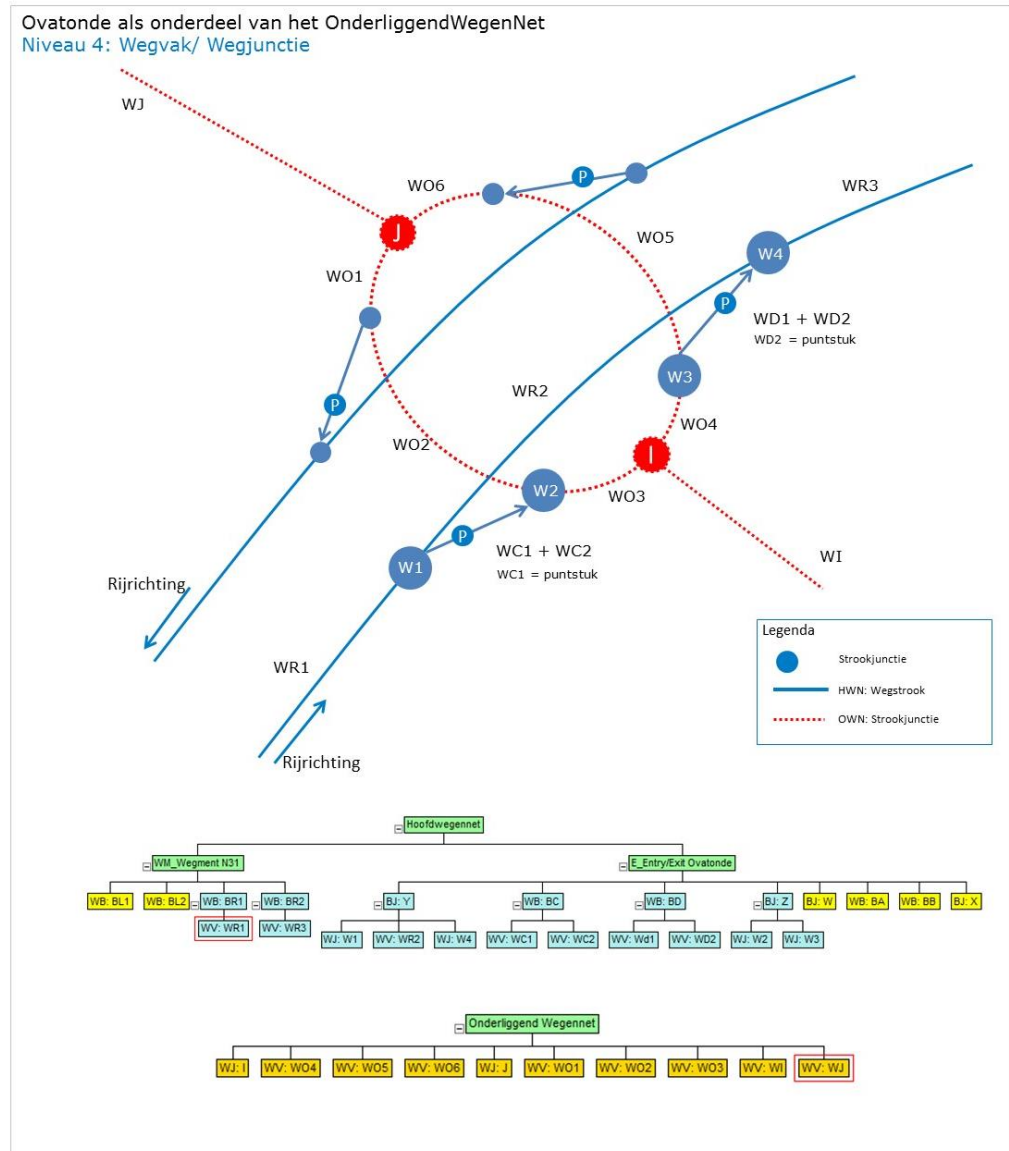 Ovatonde als onderdeel van het OnderliggendWegenNet
Niveau 4: Wegvak/ Wegjunctie
WJ
WO6
P
WR3
J
WO5
W4
WO1
P
WD1 + WD2
WD2 = puntstuk
W3
WR2
P
WO2
WO4
I
W2
WO3
P
WC1 + WC2
WC1 = puntstuk
W1
WI
Rijrichting
WR1
Rijrichting
Legenda
Strookjunctie
HWN: Wegstrook
OWN: Strookjunctie
Hoofdwegennet
WM_Wegment N31
E_Entry/Exit Ovatonde
WB: BL1
WB: BL2
WB: BR1
WB: BR2
BJ: Y
WB: BC
WB: BD
BJ: Z
BJ: W
WB: BA
WB: BB
BJ: X
WV: WR1
WV: WR3
WJ: W1
WV: WR2
WJ: W4
WV: WC1
WV: WC2
WV: Wd1
WV: WD2
WJ: W2
WJ: W3
Onderliggend Wegennet
WJ: I
WV: WO4
WV: WO5
WV: WO6
WJ: J
WV: WO1
WV: WO2
WV: WO3
WV: WI
WV: WJ